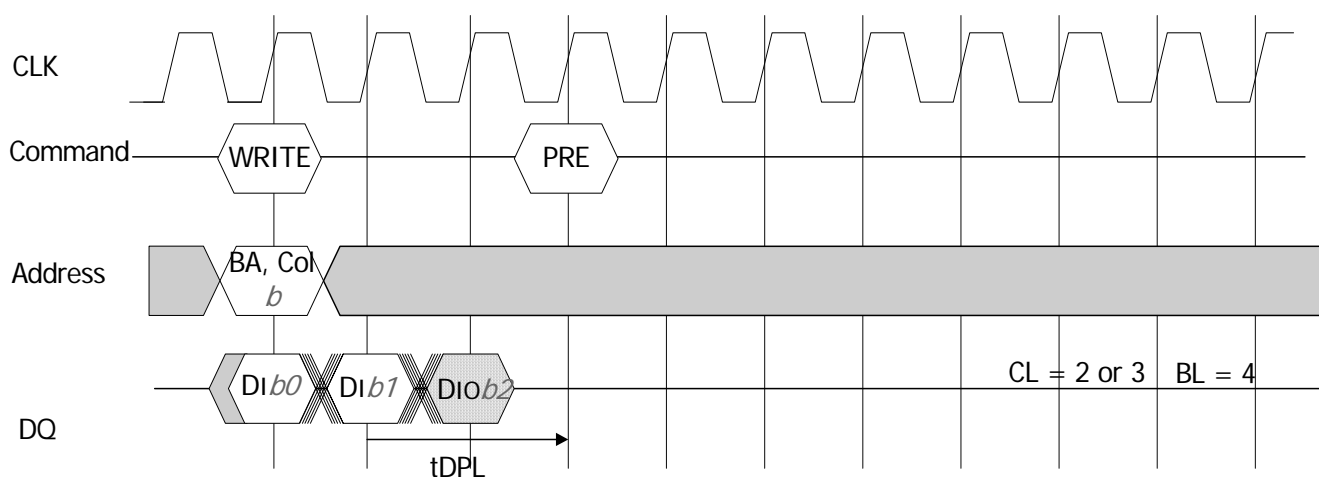 CLK
Command WRITE PRE
Address BA, Col
b
DIb0 DIb1 DIOb2 CL = 2 or 3 BL = 4
DQ
tDPL